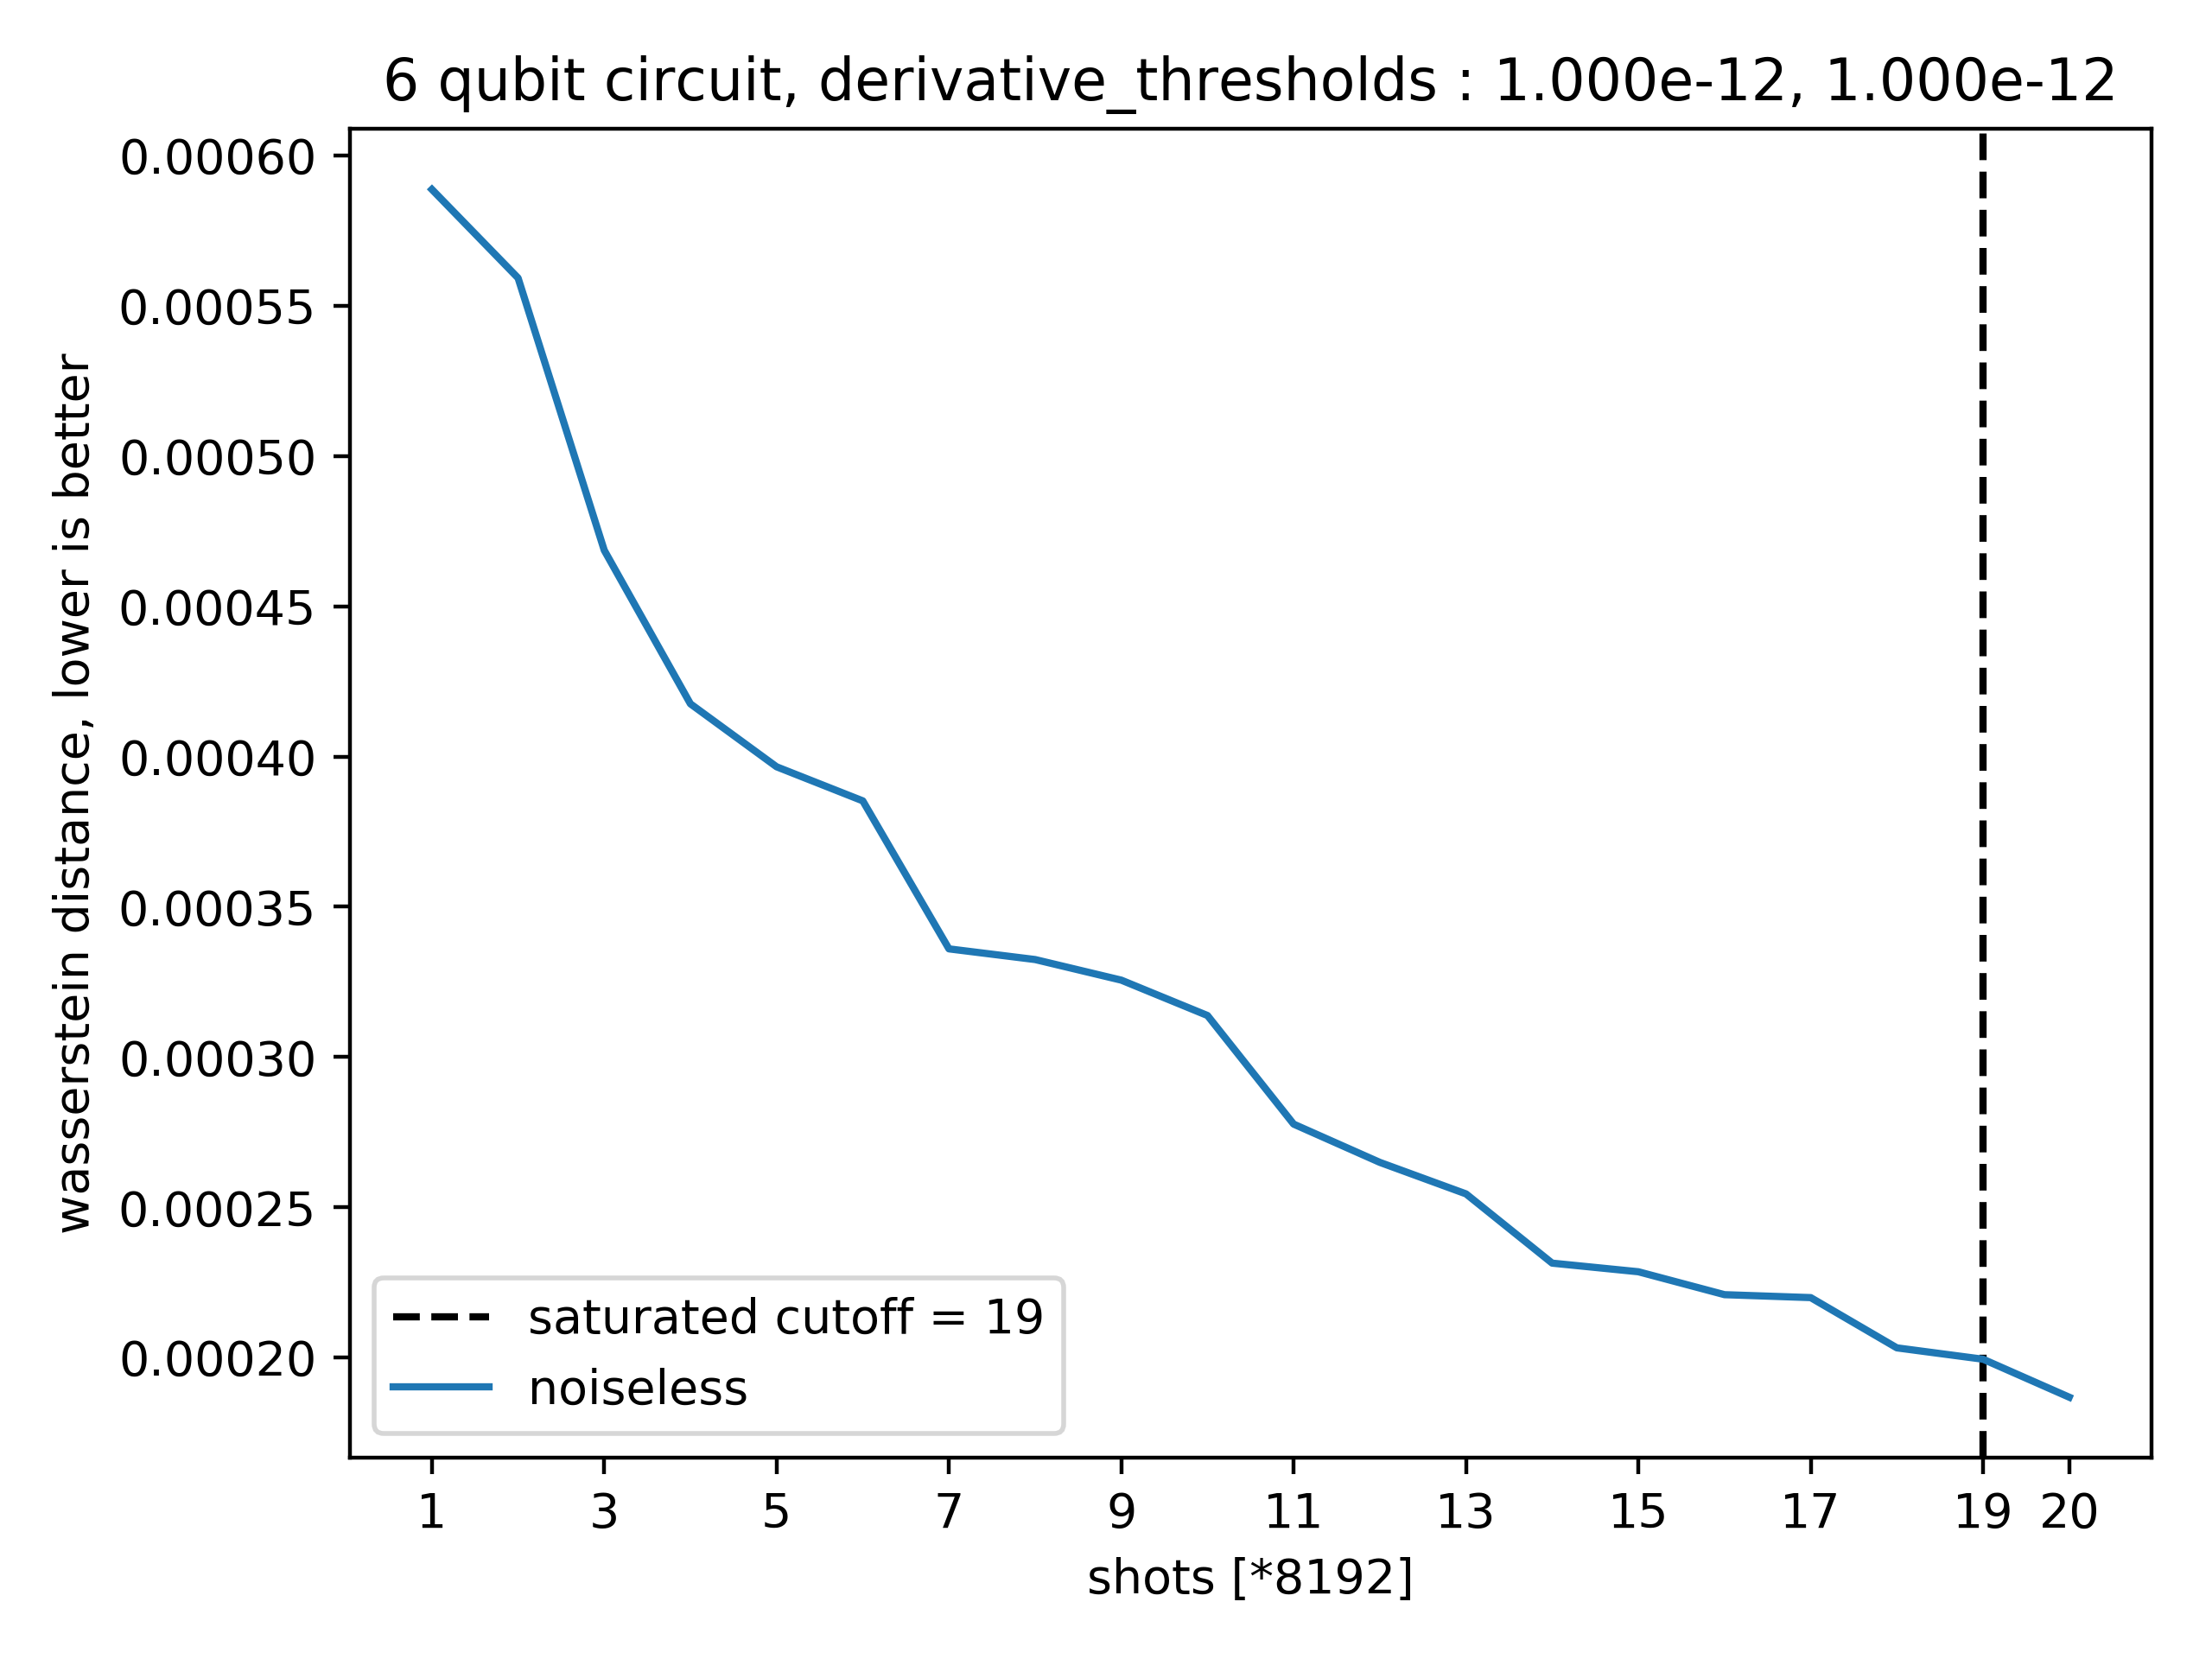 6 qubit circuit, derivative_thresholds : 1.000e-12, 1.000e-12
wasserstein distance, lower is better
0.00060
0.00055
0.00050
0.00045
0.00040
0.00035
0.00030
0.00025
0.00020
saturated cutoff = 19
noiseless
1 3 5 7 9 11 13 15 17 19 20
shots [*8192]